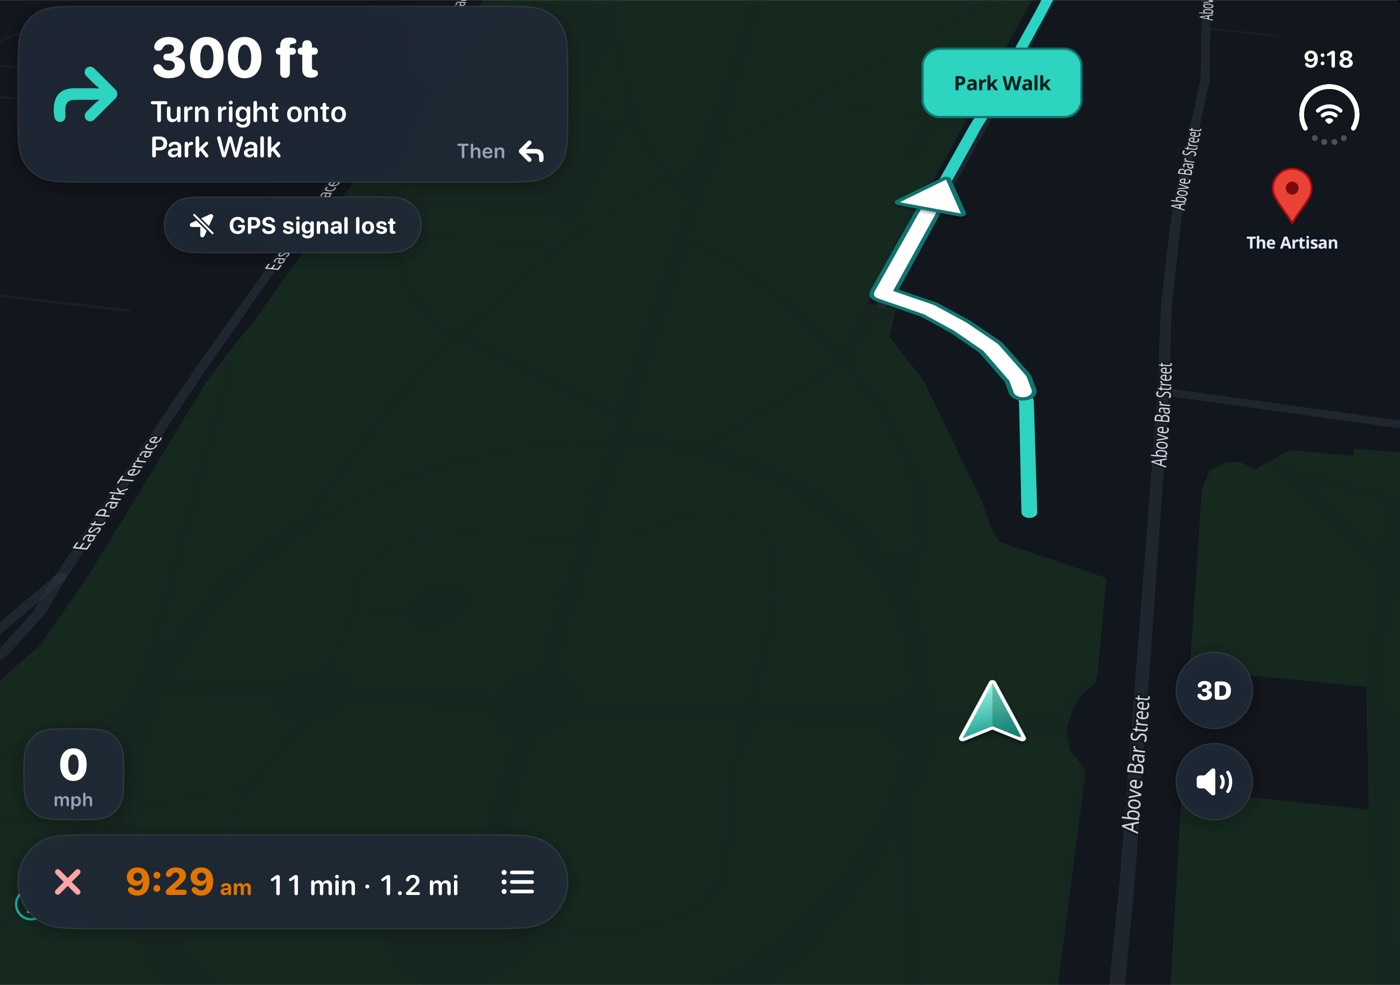 300 ft
Turn right onto
Park Walk
Then
GPS signal lost
Park Walk
9:18
The Artisan
Above Bar Street
Above Bar Street
Above Bar Street
East Park Terrace
3D
0
mph
9:29 am 11 min · 1.2 mi